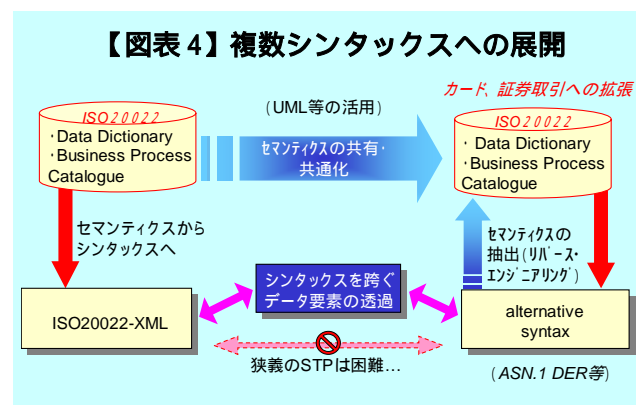 【図表4】複数シンタックスへの展開
カード、証券取引への拡張
ISO20022
・Data Dictionary
・Business Process
Catalogue
(UML等の活用)
セマンティクスの共有・
共通化
ISO20022
・ Data Dictionary
・Business Process
Catalogue
セマンティクスから
シンタックスへ
セマンティクスの
抽出(リバース・
エンジニアリング)
シンタックスを跨ぐ
データ要素の透過
ISO20022-XML
alternative
syntax
狭義のSTPは困難…
(ASN.1 DER等)